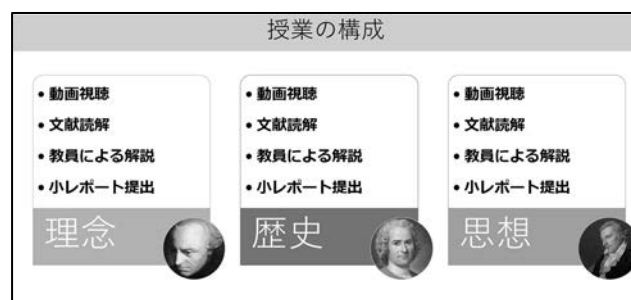 授業の構成
• 動画視聴
• 文献読解
• 教員による解説
• 小レポート提出
理念
• 動画視聴
• 文献読解
• 教員による解説
• 小レポート提出
歴史
• 動画視聴
• 文献読解
• 教員による解説
• 小レポート提出
思想